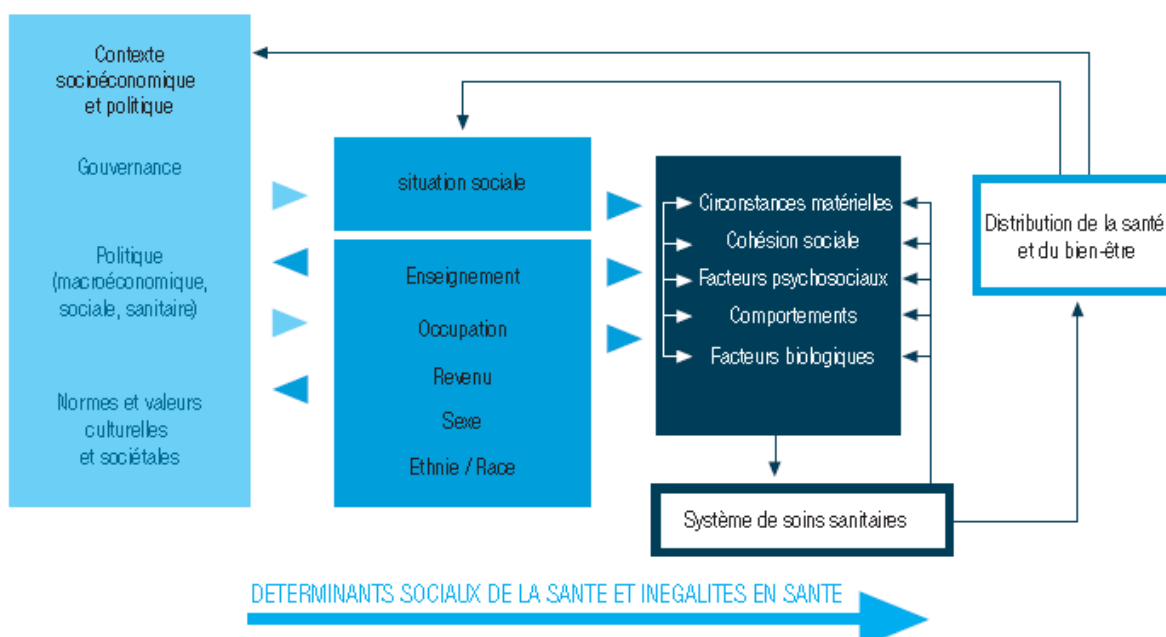 Contexte
socioéconomique
et politique
Gouvernance
Politique
(macroéconomique,
sociale, sanitaire)
Normes et valeurs
culturelles
et sociétales
situation sociale
Enseignement
Occupation
Revenu
Sexe
Ethnie / Race
Circonstances matérielles
Cohésion sociale
Facteurs psychosociaux
Comportements
Facteurs biologiques
Système de soins sanitaires
Distribution de la santé
et du bien-être
DETERMINANTS SOCIAUX DE LA SANTE ET INEGALITES EN SANTE